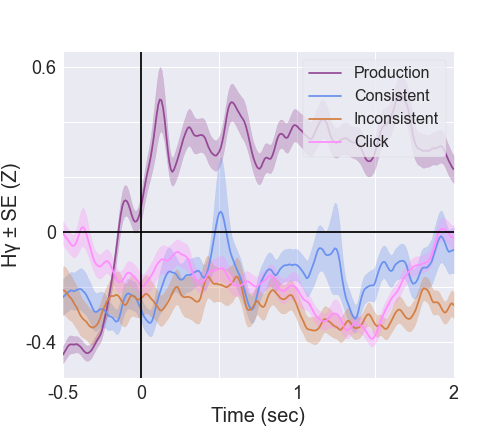 Production
Consistent
Inconsistent
Click
0.6
0
-0.4
Hγ ± SE (Z)
-0.5 0 1 2
Time (sec)